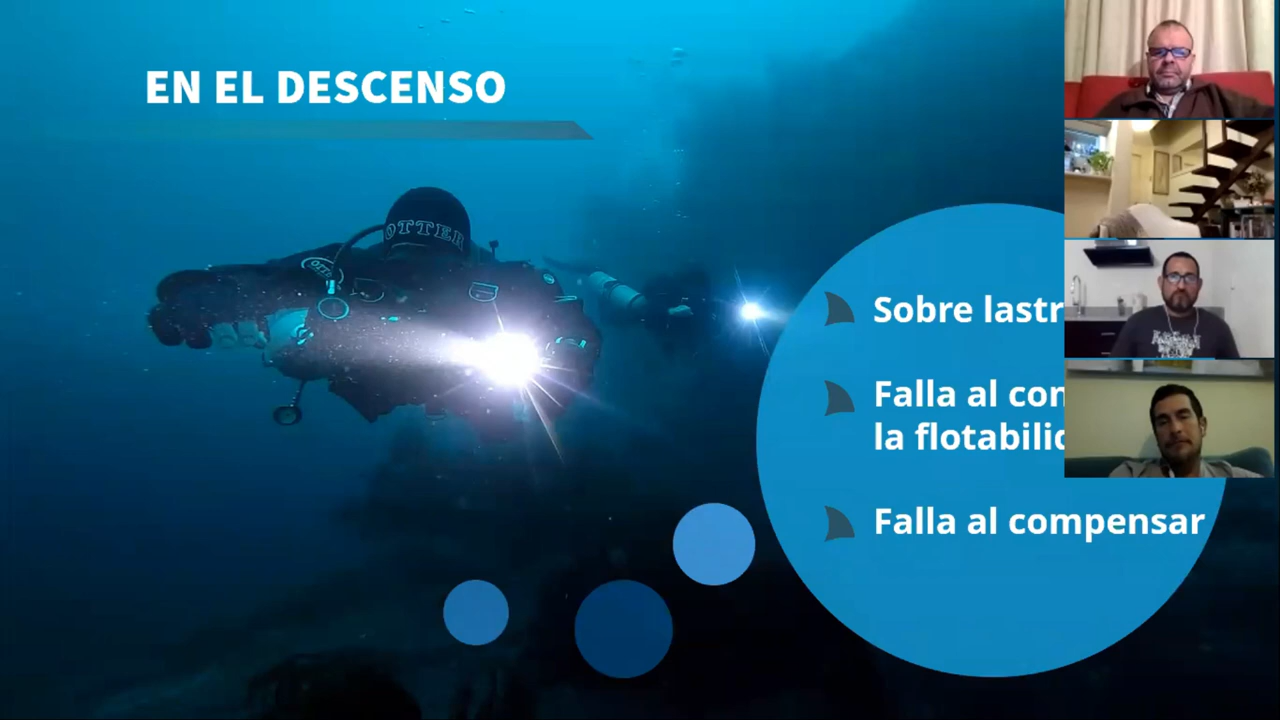 EN EL DESCENSO
OTTER
Sobre lastr
Falla al con
la flotabilid
Falla al compensar